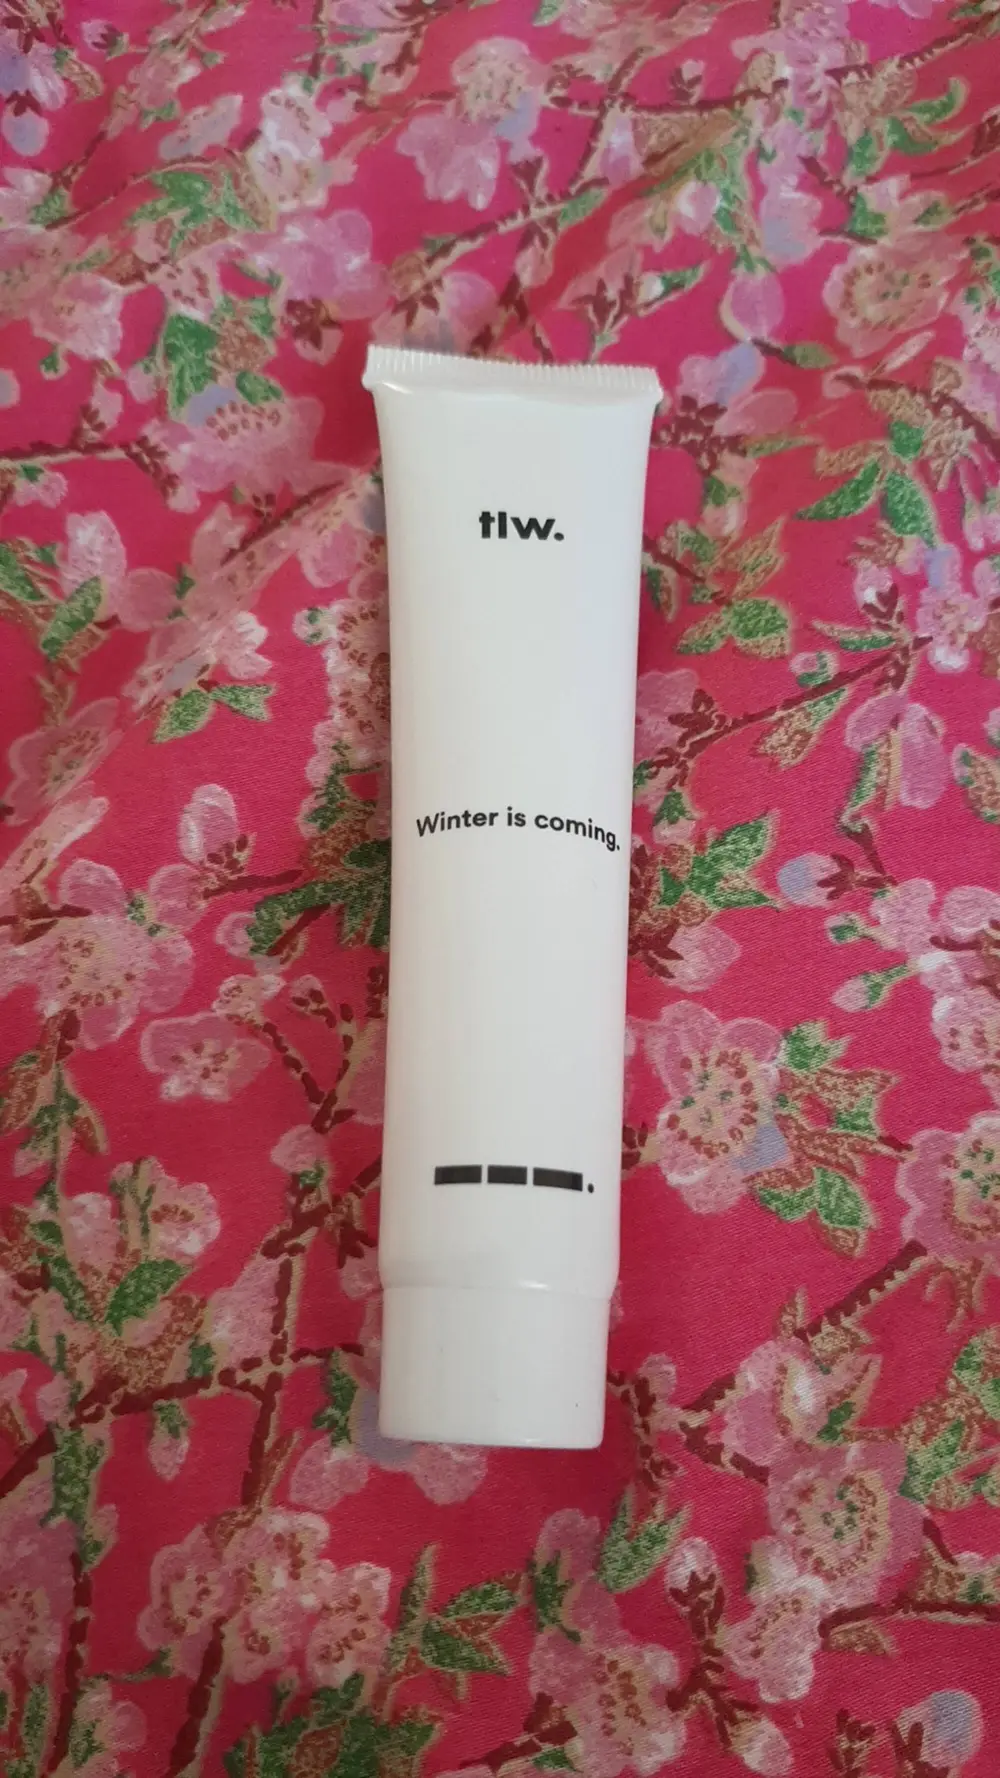 tlw.
Winter is coming.